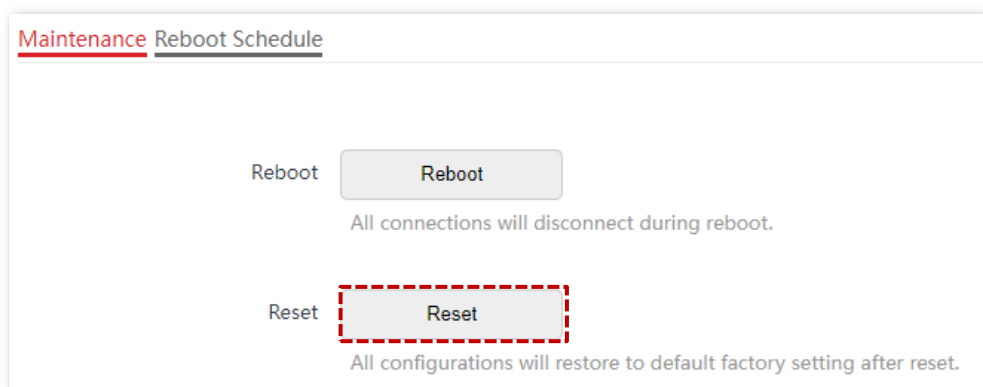 Maintenance Reboot Schedule
Reboot Reboot
All connections will disconnect during reboot.
Reset Reset
All configurations will restore to default factory setting after reset.